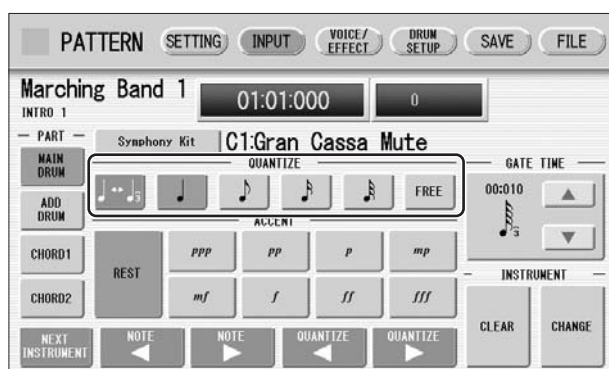 PATTERN SETTING INPUT VOICE/EFFECT DRUM SETUP SAVE FILE
Marching Band 1 01:01:000 0
INTRO 1
PART Symphony Kit C1:Gran Cassa Mute
MAIN DRUM QUANTIZE GATE TIME
3 FREE 00:010
ADD DRUM ACCENT 3
CHORD1 REST ppp pp p mp
INSTRUMENT
CHORD2 mf f ff fff
CLEAR CHANGE
NEXT INSTRUMENT NOTE NOTE QUANTIZE QUANTIZE